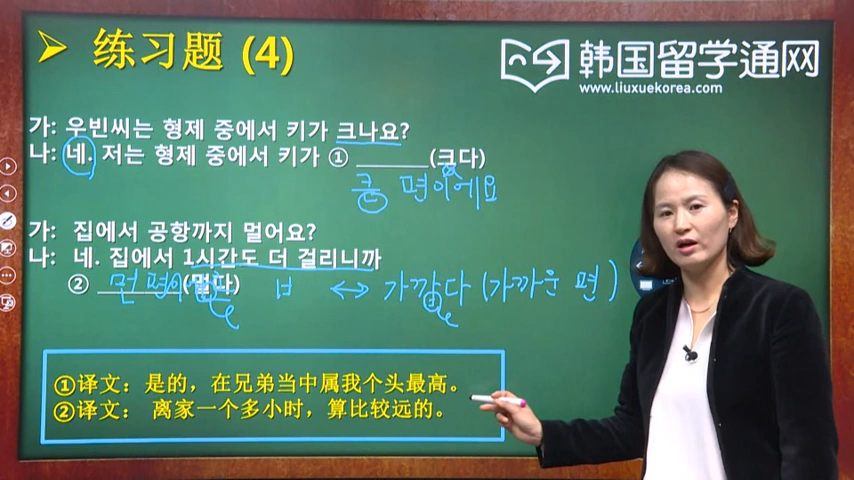 练习题 (4)
韩国留学通网
www.liuxuekorea.com
가: 우빈씨는 형제 중에서 키가 크나요?
나: 네. 저는 형제 중에서 키가 ① ______(크다)
큰 편이에요
가: 집에서 공항까지 멀어요?
나: 네. 집에서 1시간도 더 걸리니까
② ______(멀다)
먼 편이
ㄴ ↔ 가깝다 (가까운 편)
①译文：是的，在兄弟当中属我个头最高。
②译文： 离家一个多小时，算比较远的。